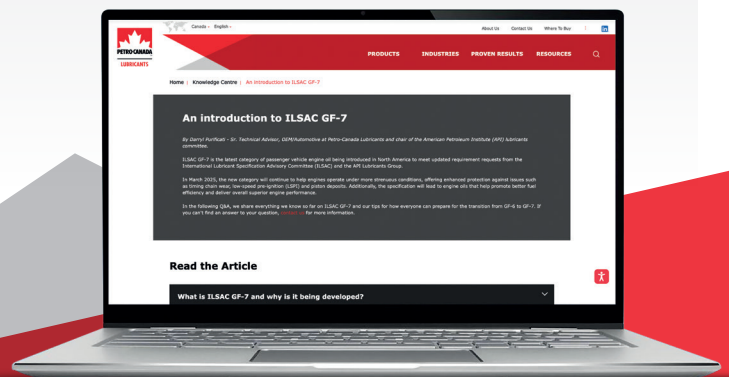 Canada - English -
About Us
Contact Us
Where To Buy
in
PETRO-CANADA
LUBRICANTS
PRODUCTS
INDUSTRIES
PROVEN RESULTS
RESOURCES
Home | Knowledge Centre | An introduction to ILSAC GF-7
An introduction to ILSAC GF-7
By Darryl Purificati - Sr. Technical Advisor, OEM/Automotive at Petro-Canada Lubricants and chair of the American Petroleum Institute (API) lubricants
committee.
ILSAC GF-7 is the latest category of passenger vehicle engine oil being introduced in North America to meet updated requirement requests from the
International Lubricant Specification Advisory Committee (ILSAC) and the API Lubricants Group.
In March 2025, the new category will continue to help engines operate under more strenuous conditions, offering enhanced protection against issues such
as timing chain wear, low-speed pre-ignition (LSPI) and piston deposits. Additionally, the specification will lead to engine oils that help promote better fuel
efficiency and deliver overall superior engine performance.
In the following Q&A, we share everything we know so far on ILSAC GF-7 and our tips for how everyone can prepare for the transition from GF-6 to GF-7. If
you can't find an answer to your question, contact us for more information.
Read the Article
What is ILSAC GF-7 and why is it being developed?